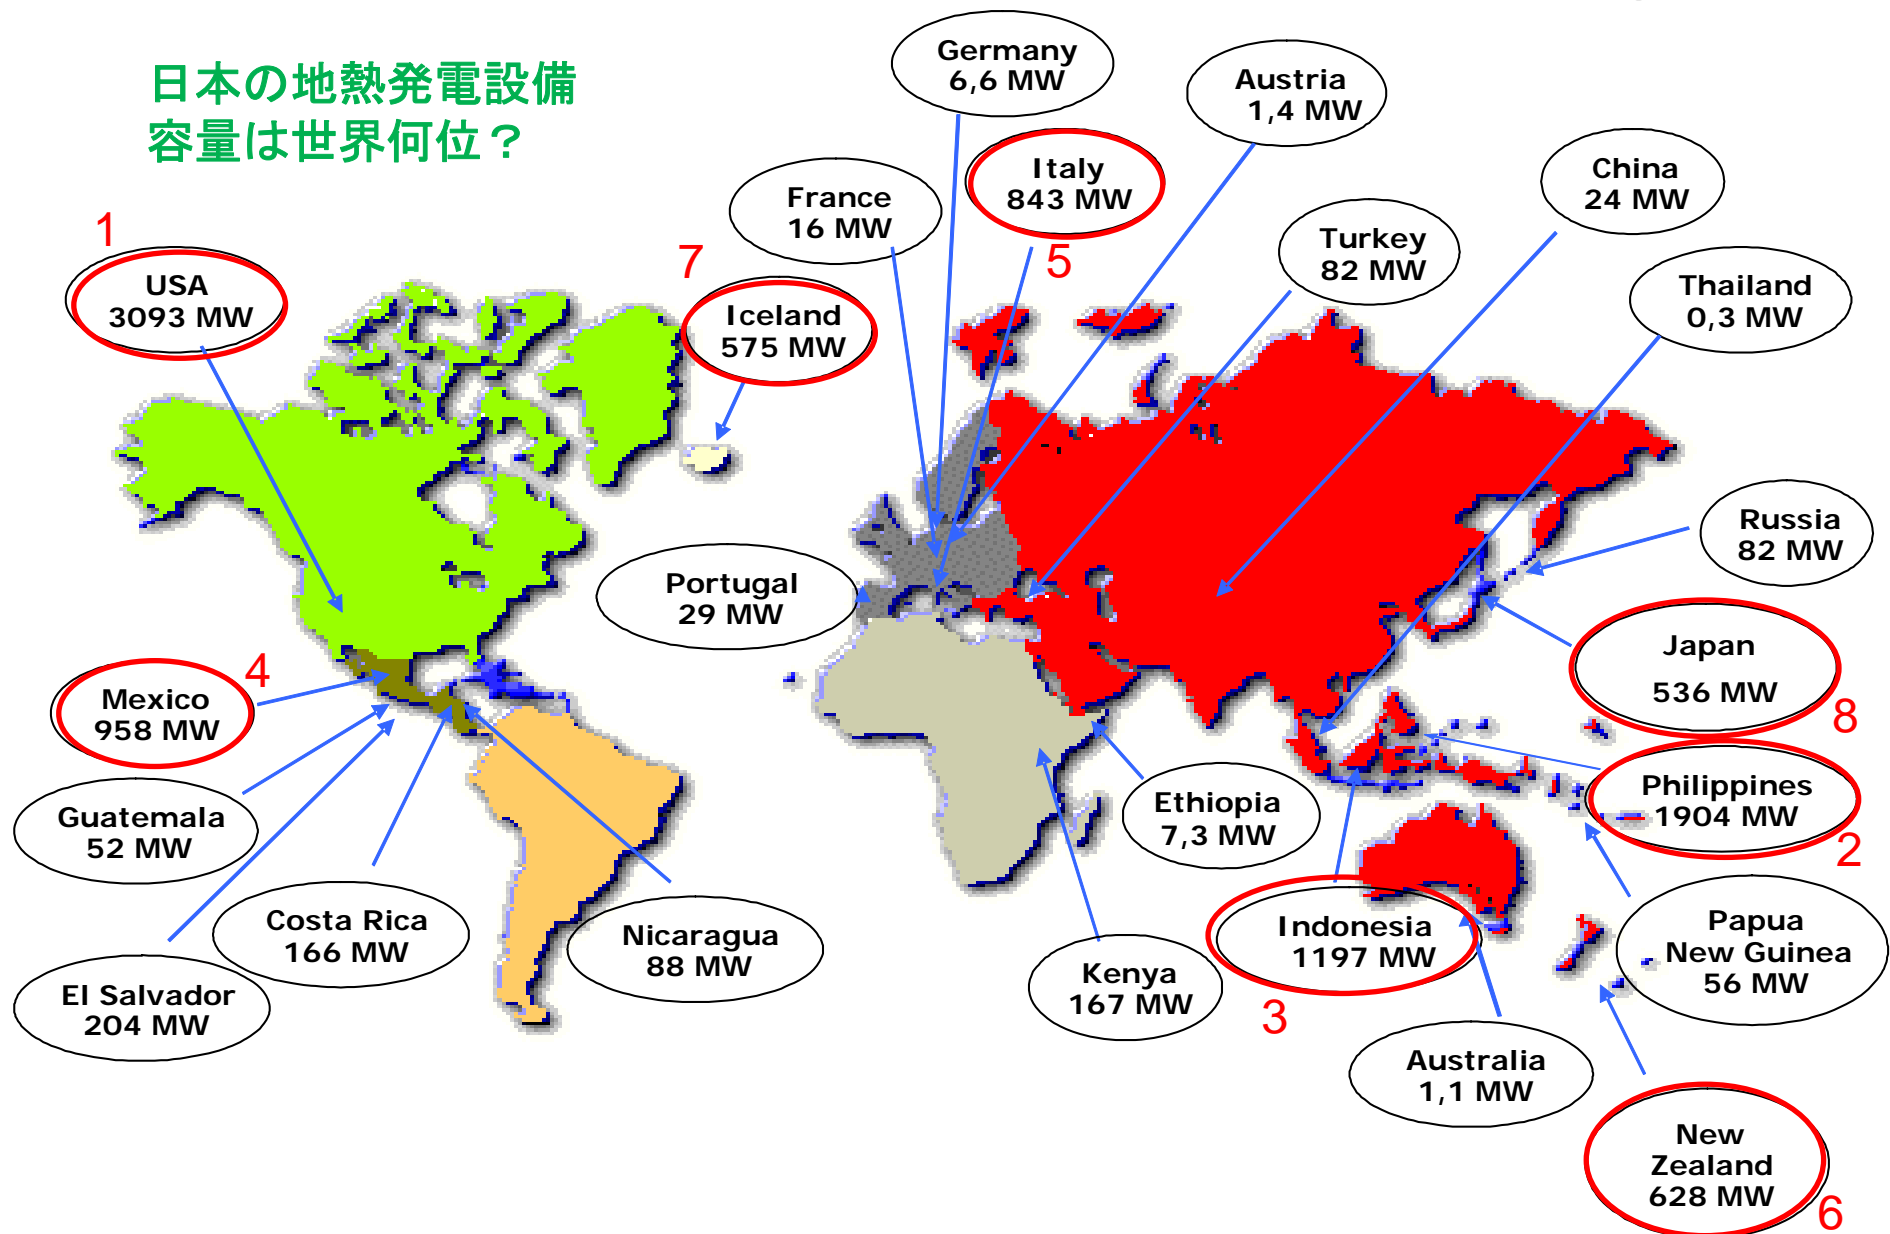 日本の地熱発電設備
容量は世界何位？
Germany
6,6 MW
Austria
1,4 MW
Italy
843 MW
5
China
24 MW
France
16 MW
Turkey
82 MW
1
USA
3093 MW
7
Iceland
575 MW
Thailand
0,3 MW
Russia
82 MW
Portugal
29 MW
Japan
536 MW
8
4
Mexico
958 MW
Philippines
1904 MW
2
Guatemala
52 MW
Ethiopia
7,3 MW
Costa Rica
166 MW
Nicaragua
88 MW
Indonesia
1197 MW
3
Papua
New Guinea
56 MW
El Salvador
204 MW
Kenya
167 MW
Australia
1,1 MW
New
Zealand
628 MW
6